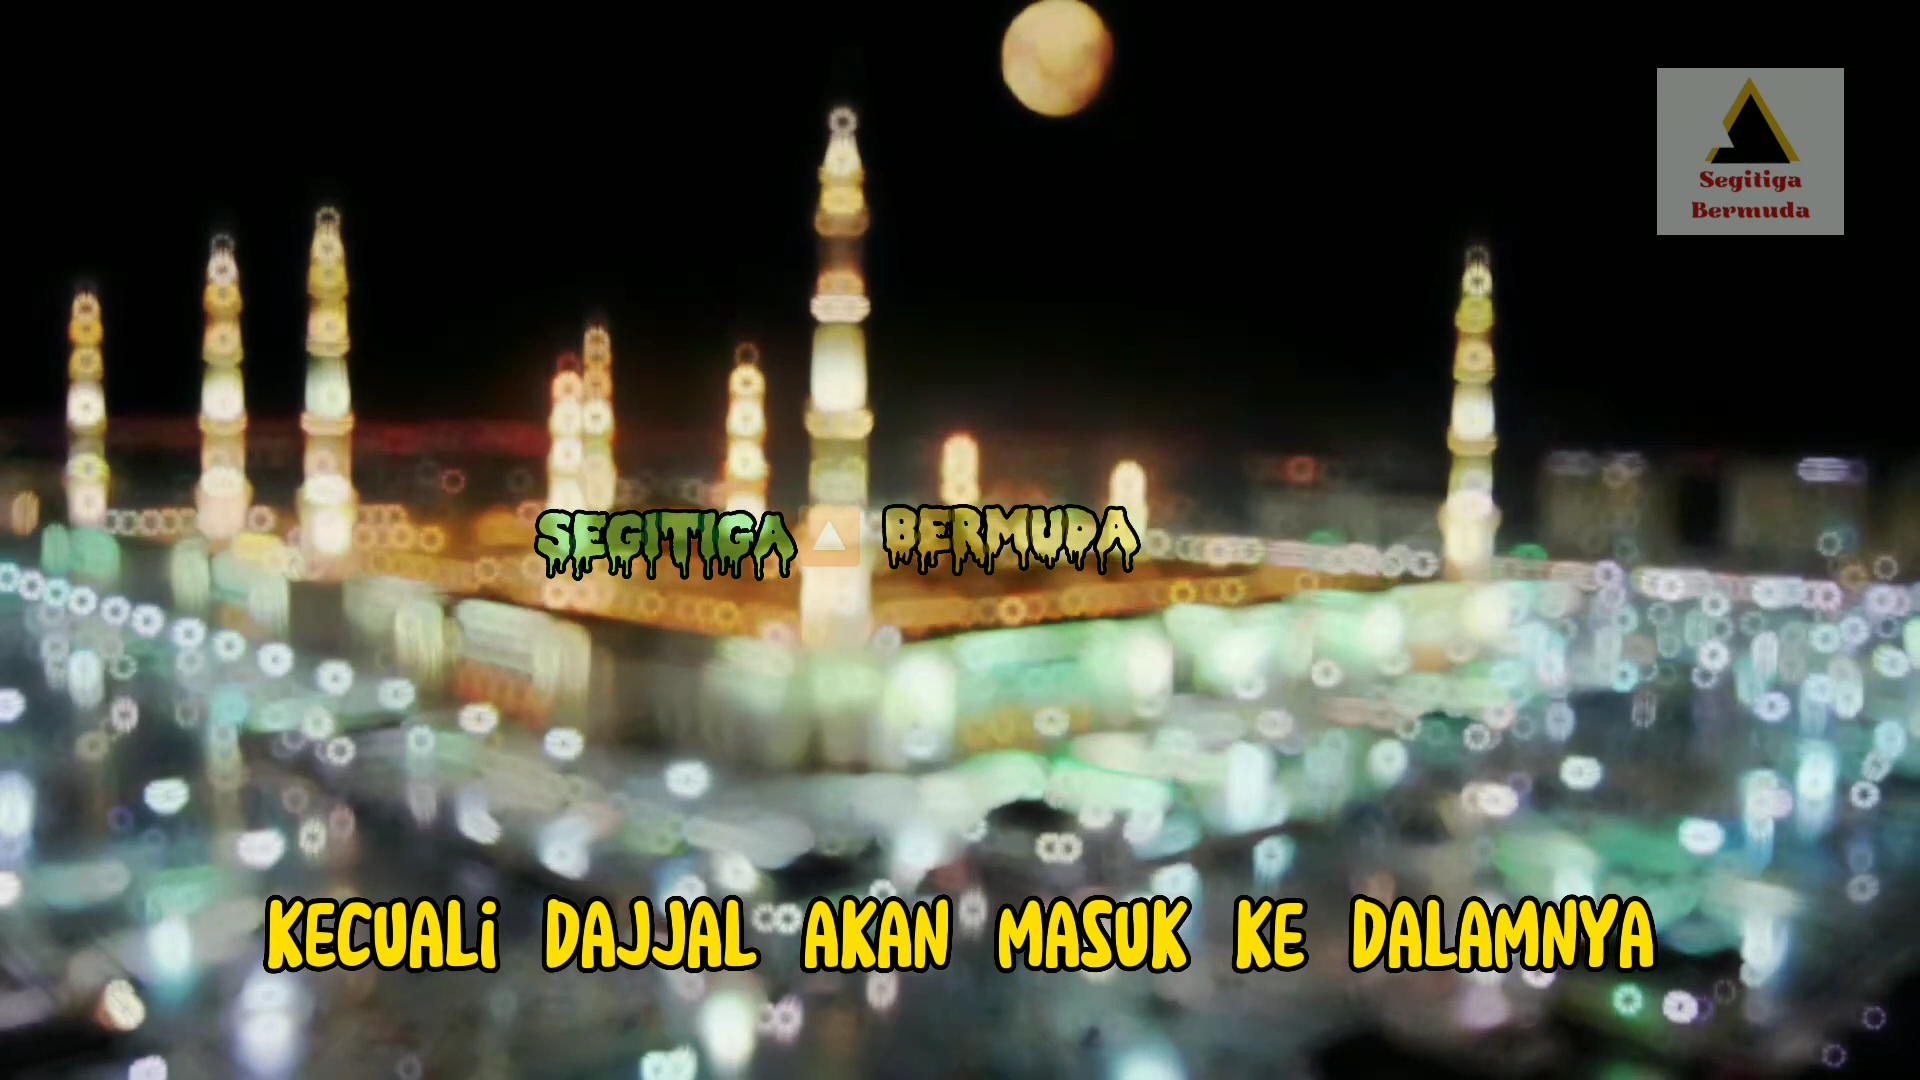 Segitiga
Bermuda
SEGITIGA BERMUDA
KECUALI DAJJAL AKAN MASUK KE DALAMNYA